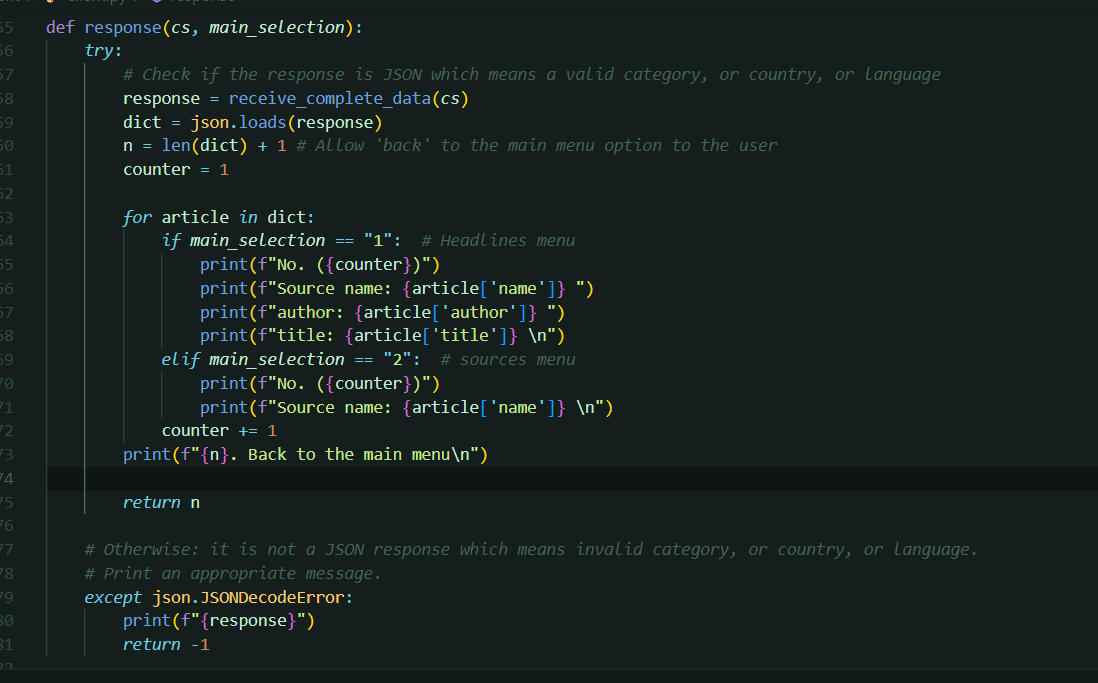 55 def response(cs, main_selection):
56     try:
57         # Check if the response is JSON which means a valid category, or country, or language
58         response = receive_complete_data(cs)
59         dict = json.loads(response)
60         n = len(dict) + 1 # Allow 'back' to the main menu option to the user
61         counter = 1
62
63         for article in dict:
64             if main_selection == "1":  # Headlines menu
65                 print(f"No. ({counter})")
66                 print(f"Source name: {article['name']} ")
67                 print(f"author: {article['author']} ")
68                 print(f"title: {article['title']} \n")
69             elif main_selection == "2":  # sources menu
70                 print(f"No. ({counter})")
71                 print(f"Source name: {article['name']} \n")
72             counter += 1
73         print(f"{n}. Back to the main menu\n")
74
75         return n
76
77     # Otherwise: it is not a JSON response which means invalid category, or country, or language.
78     # Print an appropriate message.
79     except json.JSONDecodeError:
80         print(f"{response}")
81         return -1